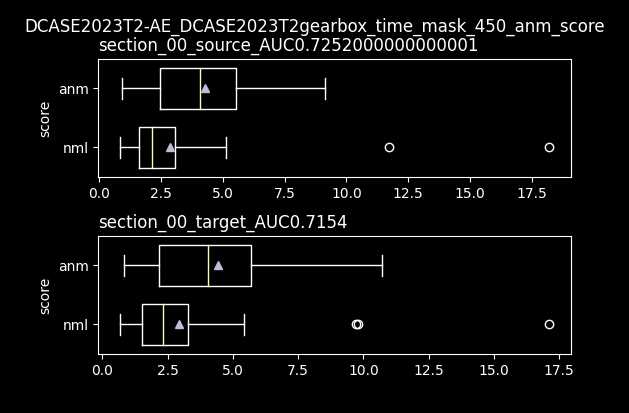 DCASE2023T2-AE_DCASE2023T2gearbox_time_mask_450_anm_score
section_00_source_AUC0.7252000000000001
score
anm
nml
0.0 2.5 5.0 7.5 10.0 12.5 15.0 17.5
section_00_target_AUC0.7154
score
anm
nml
0.0 2.5 5.0 7.5 10.0 12.5 15.0 17.5